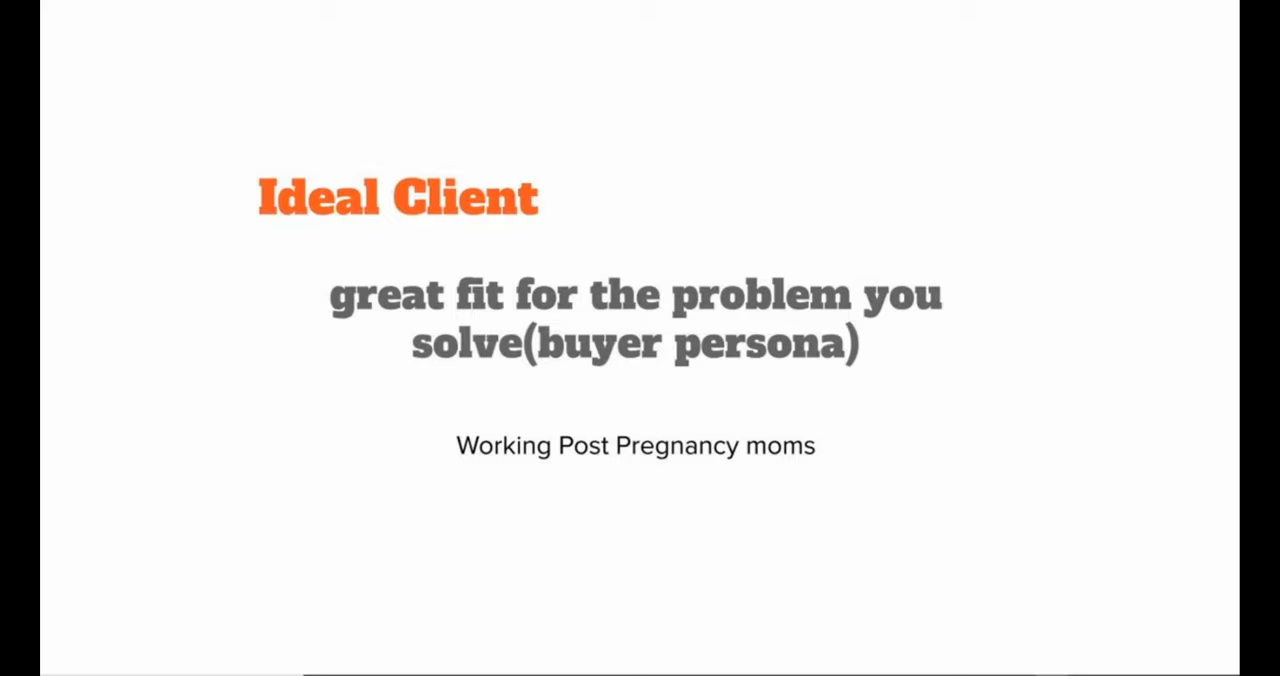 Ideal Client
great fit for the problem you
solve(buyer persona)
Working Post Pregnancy moms